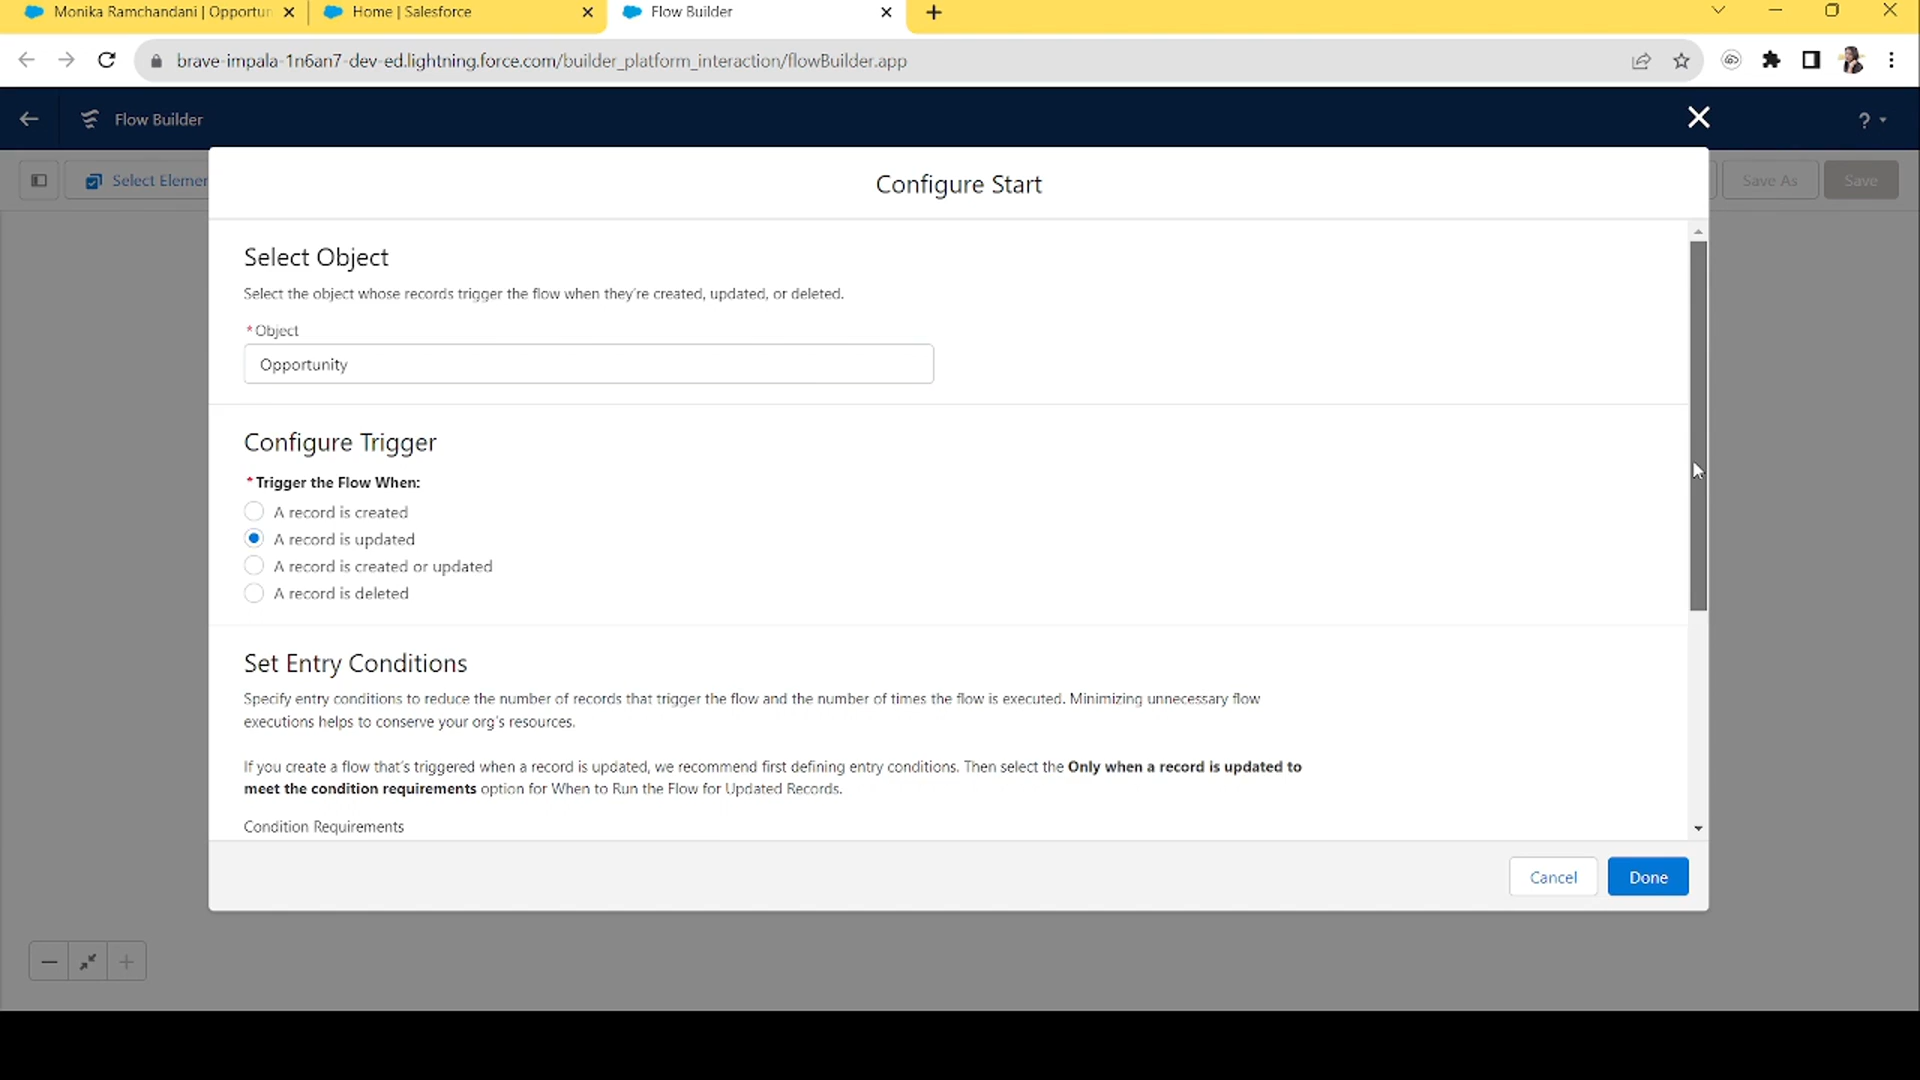 Monika Ramchandani | Opportun
Home | Salesforce
Flow Builder
brave-impala-1n6an7-dev-ed.lightning.force.com/builder_platform_interaction/flowBuilder.app
Flow Builder
?
Select Elemen
Save As
Save
Configure Start
Select Object
Select the object whose records trigger the flow when they're created, updated, or deleted.
*Object
Opportunity
Configure Trigger
*Trigger the Flow When:
A record is created
A record is updated
A record is created or updated
A record is deleted
Set Entry Conditions
Specify entry conditions to reduce the number of records that trigger the flow and the number of times the flow is executed. Minimizing unnecessary flow
executions helps to conserve your org's resources.
If you create a flow that's triggered when a record is updated, we recommend first defining entry conditions. Then select the Only when a record is updated to
meet the condition requirements option for When to Run the Flow for Updated Records.
Condition Requirements
Cancel
Done